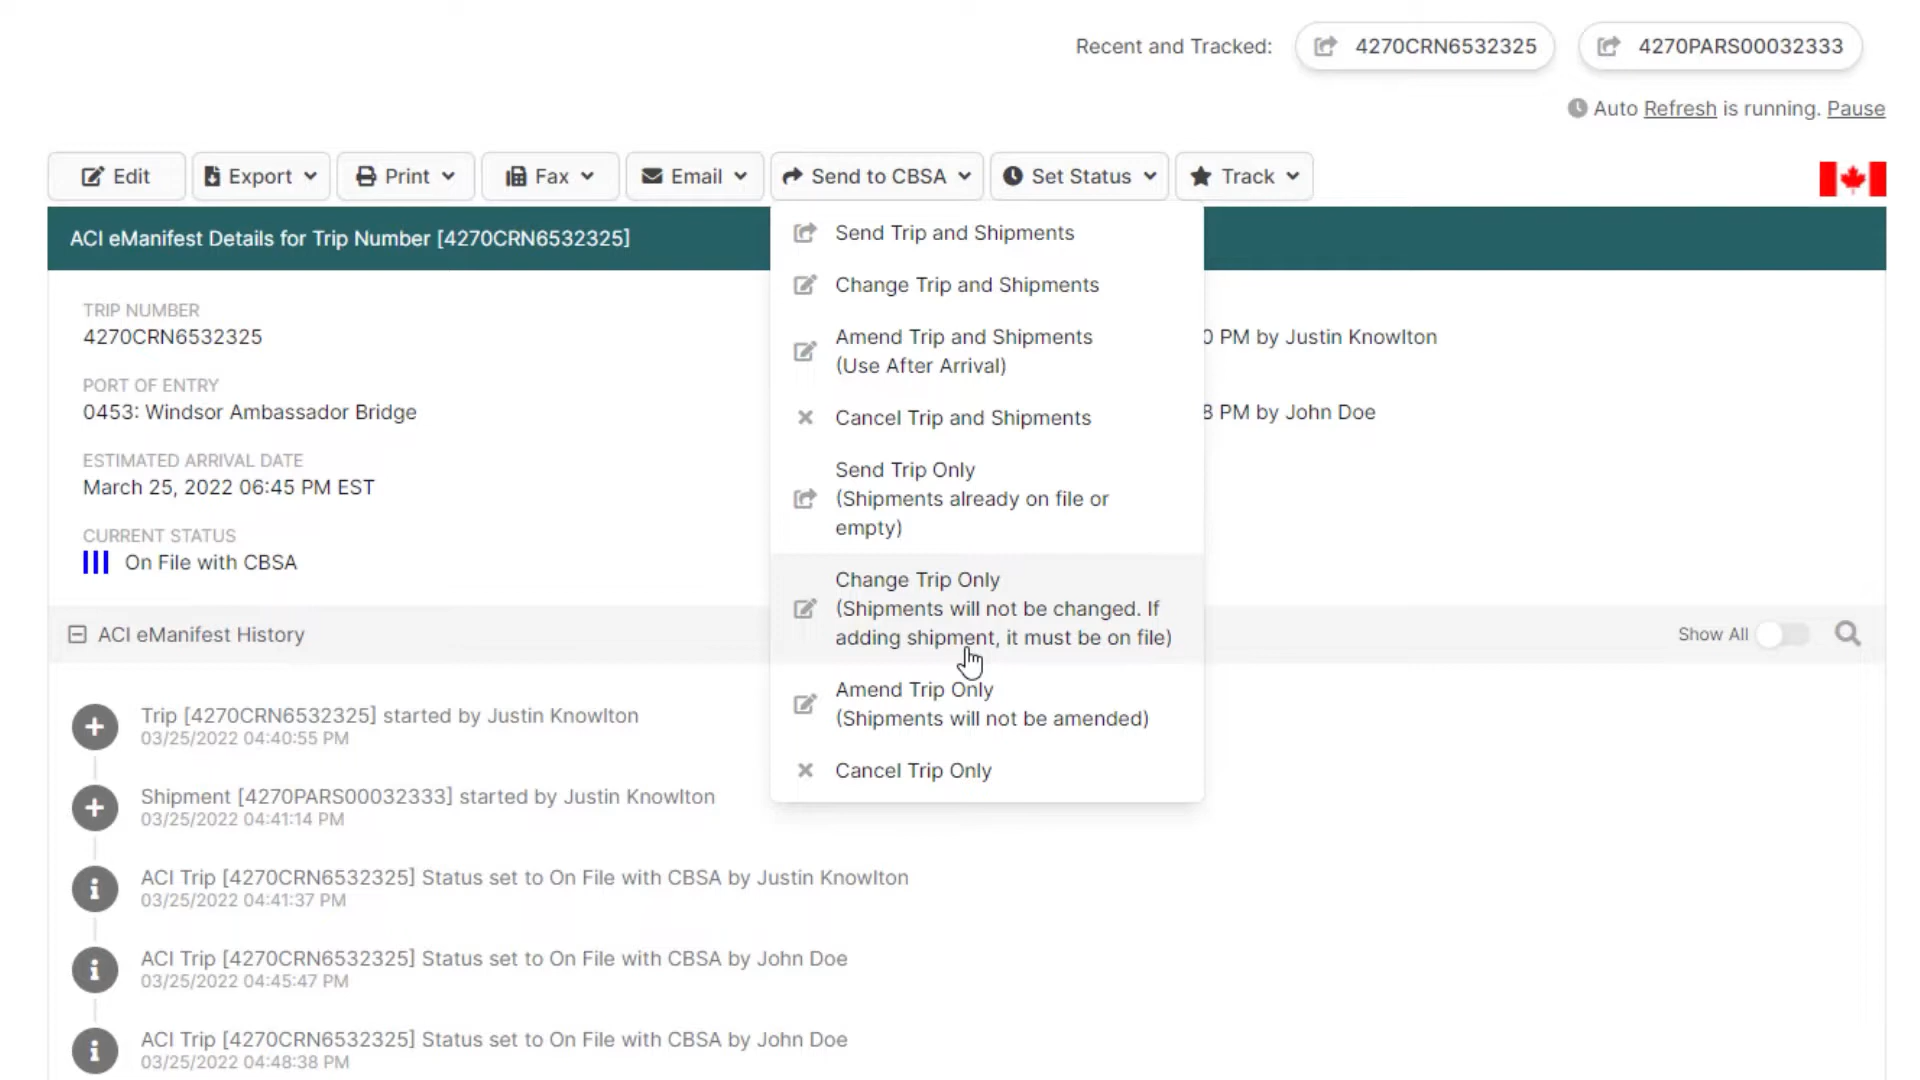 Recent and Tracked: 4270CRN6532325 4270PARS00032333
Auto Refresh is running. Pause
Edit Export Print Fax Email Send to CBSA Set Status Track
ACI eManifest Details for Trip Number [4270CRN6532325]
TRIP NUMBER
4270CRN6532325
PORT OF ENTRY
0453: Windsor Ambassador Bridge
ESTIMATED ARRIVAL DATE
March 25, 2022 06:45 PM EST
CURRENT STATUS
On File with CBSA
Send Trip and Shipments
Change Trip and Shipments
Amend Trip and Shipments
(Use After Arrival)
Cancel Trip and Shipments
Send Trip Only
(Shipments already on file or
empty)
Change Trip Only
(Shipments will not be changed. If
adding shipment, it must be on file)
Amend Trip Only
(Shipments will not be amended)
Cancel Trip Only
0 PM by Justin Knowlton
8 PM by John Doe
ACI eManifest History
Show All
Trip [4270CRN6532325] started by Justin Knowlton
03/25/2022 04:40:55 PM
Shipment [4270PARS00032333] started by Justin Knowlton
03/25/2022 04:41:14 PM
ACI Trip [4270CRN6532325] Status set to On File with CBSA by Justin Knowlton
03/25/2022 04:41:37 PM
ACI Trip [4270CRN6532325] Status set to On File with CBSA by John Doe
03/25/2022 04:45:47 PM
ACI Trip [4270CRN6532325] Status set to On File with CBSA by John Doe
03/25/2022 04:48:38 PM